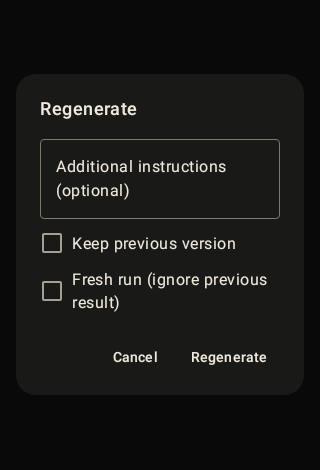 Regenerate
Additional instructions
(optional)
Keep previous version
Fresh run (ignore previous
result)
Cancel Regenerate